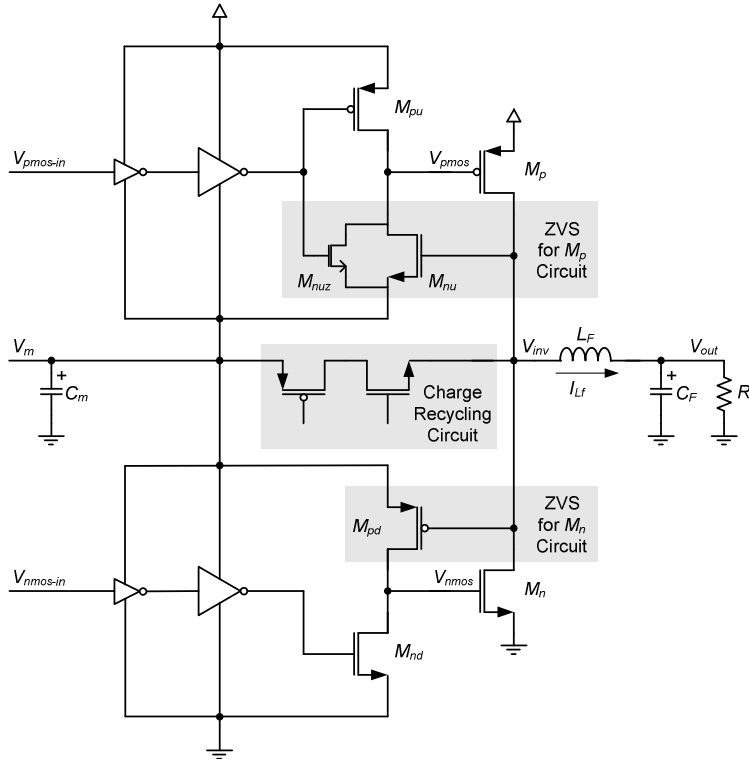 M_pu
V_pmos-in
V_pmos
M_p
ZVS
for M_p
Circuit
M_nuz
M_nu
V_m
V_inv
L_F
V_out
+
C_m
I_Lf
+
C_F
R
Charge
Recycling
Circuit
M_pd
ZVS
for M_n
Circuit
V_nmos-in
V_nmos
M_n
M_nd